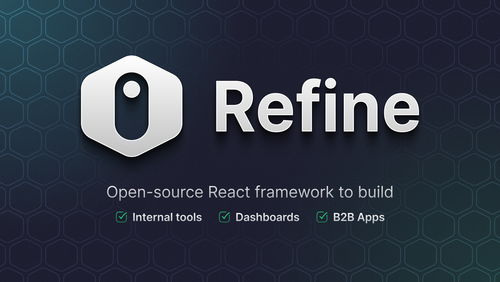 Refine
Open-source React framework to build
Internal tools Dashboards B2B Apps